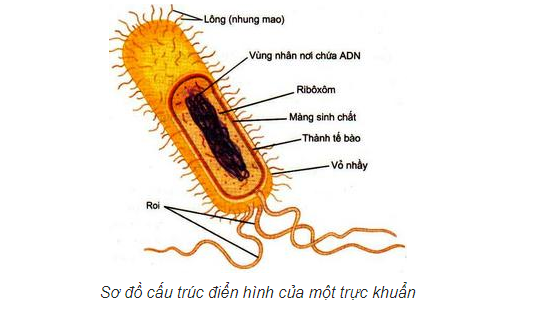 Lông (nhung mao)
Vùng nhân nơi chứa ADN
Ribôxôm
Màng sinh chất
Thành tế bào
Vỏ nhầy
Roi
Sơ đồ cấu trúc điển hình của một trực khuẩn